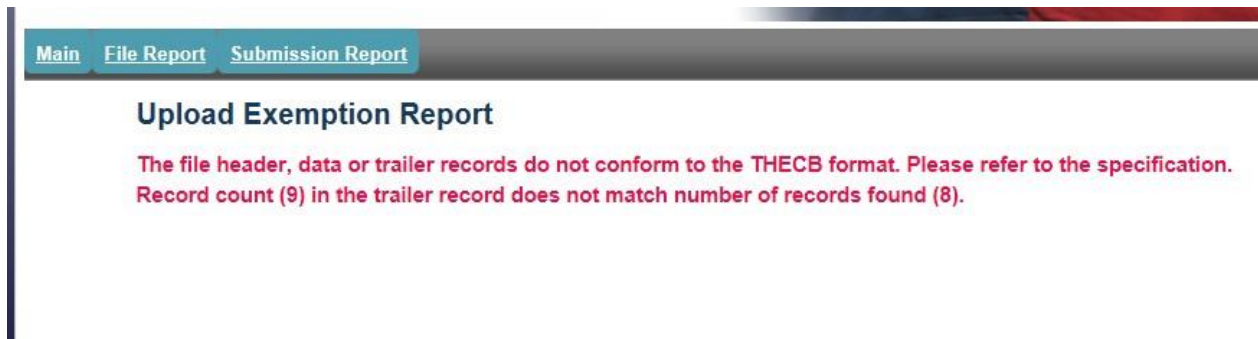 Main File Report Submission Report
Upload Exemption Report
The file header, data or trailer records do not conform to the THECB format. Please refer to the specification.
Record count (9) in the trailer record does not match number of records found (8).